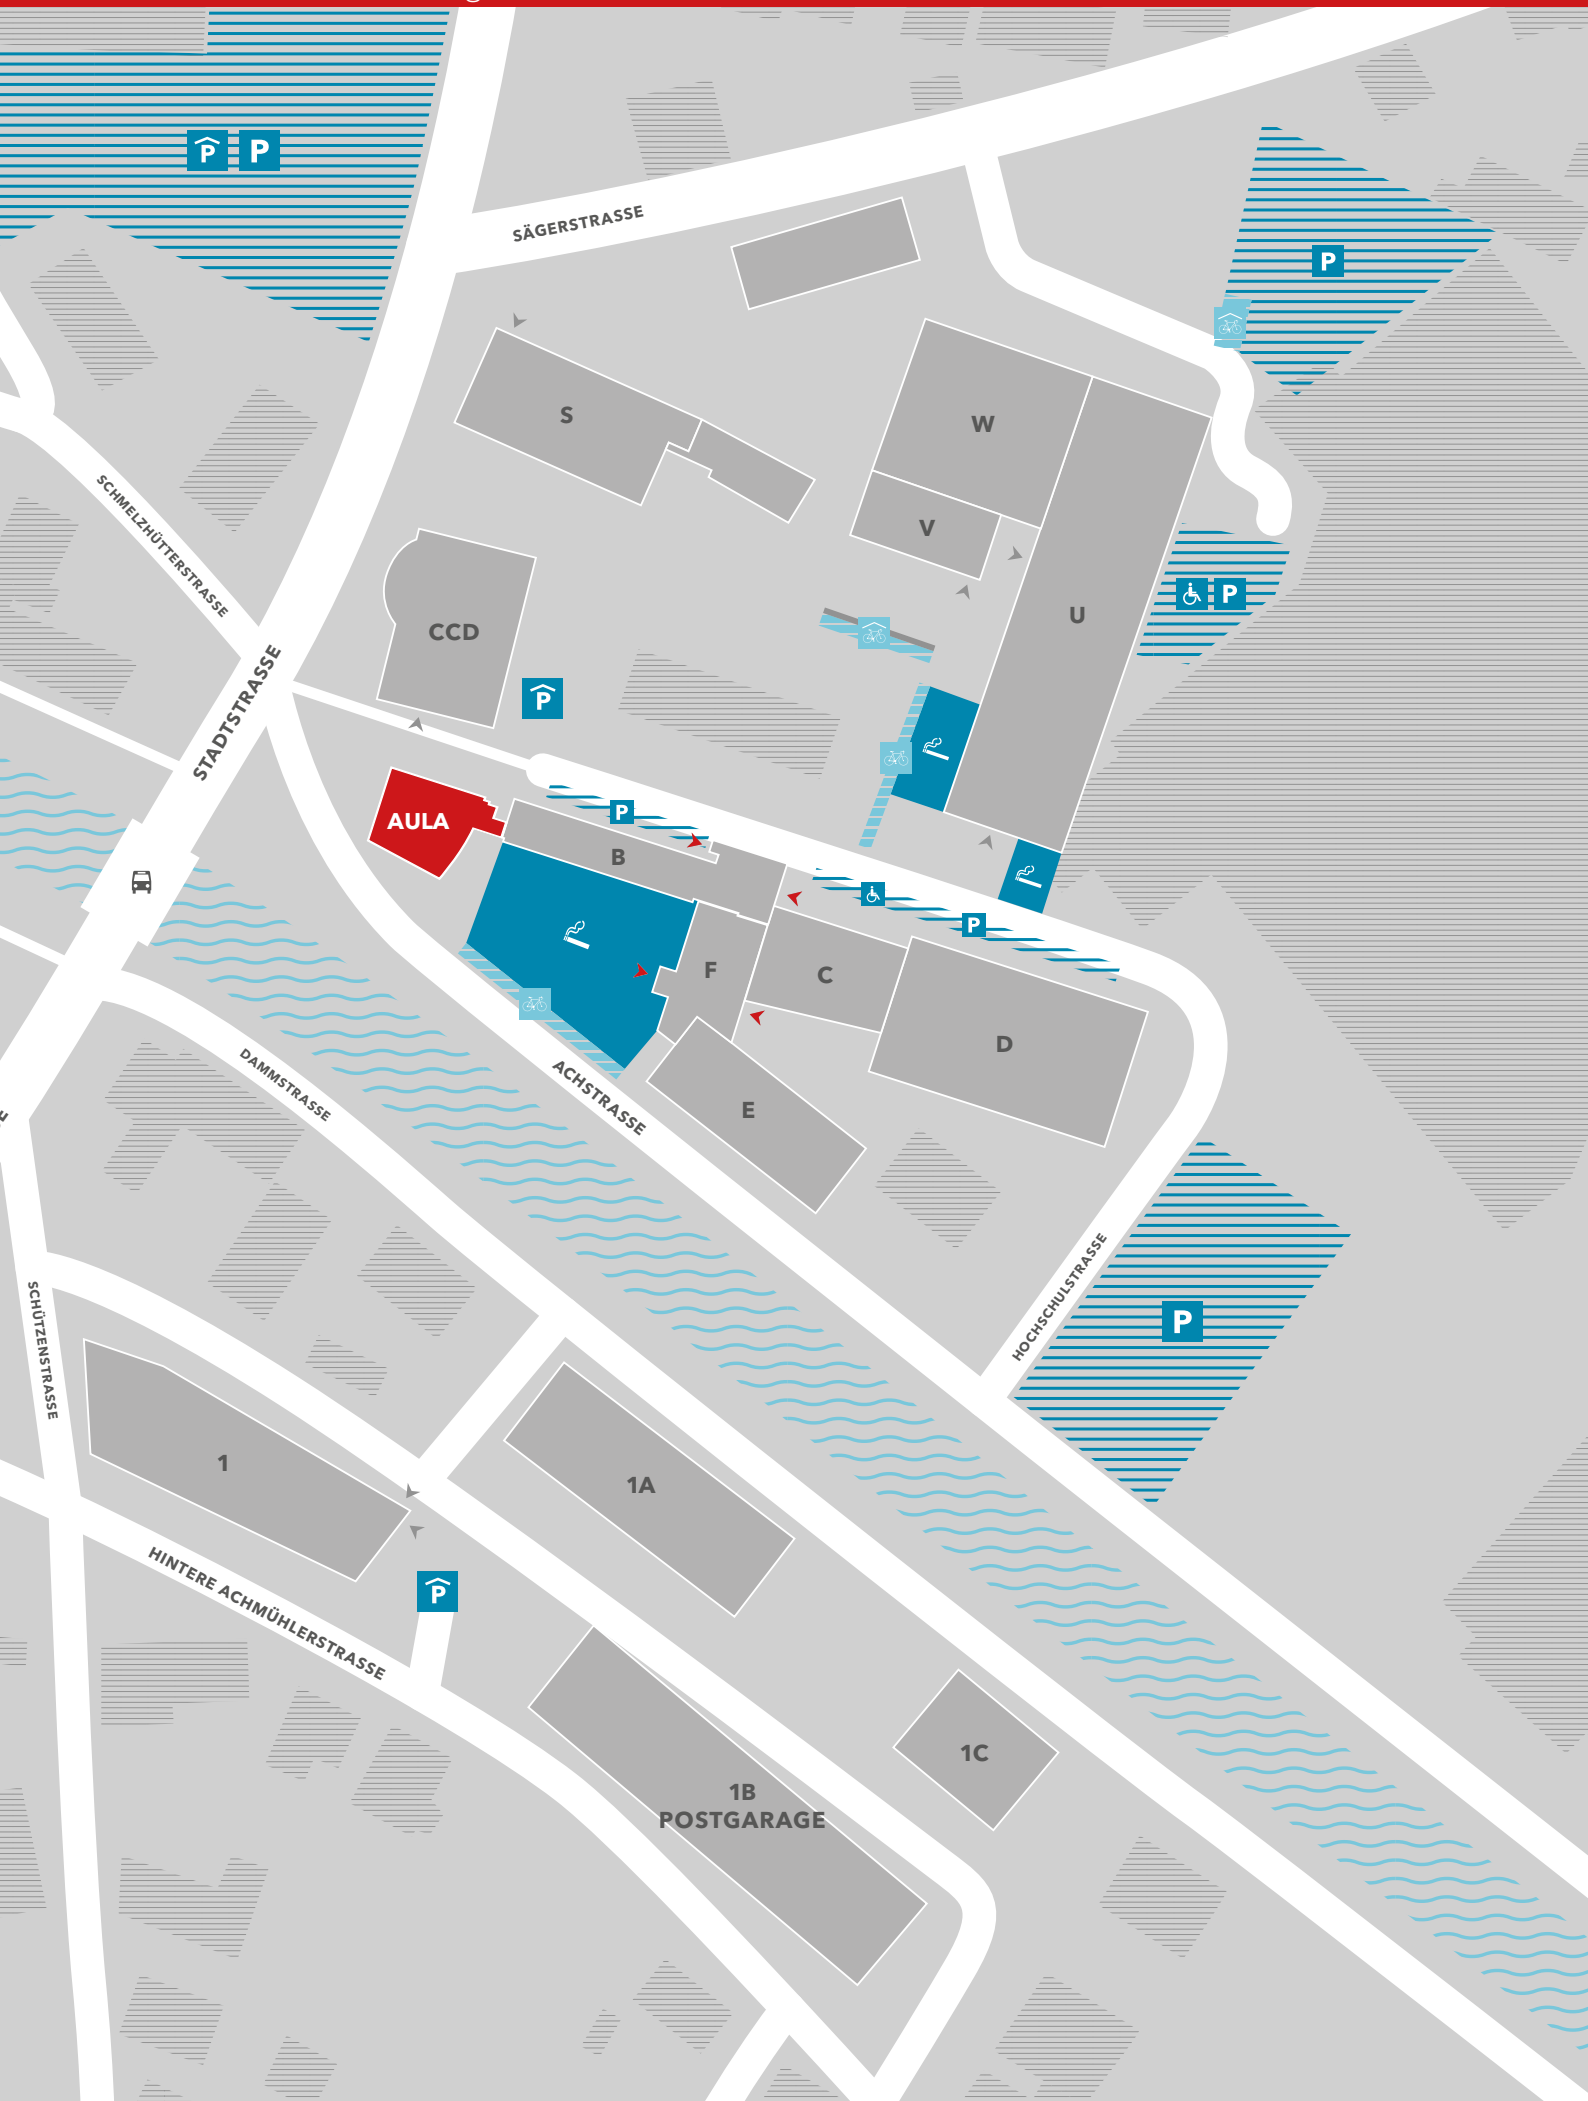 P P
SÄGERSTRASSE
P
S
W
SCHMELZHÜTTERSTRASSE
V
P
U
CCD
STADTSTRASSE
P
AULA
P
B
P
F
C
D
DAMMSTRASSE
ACHSTRASSE
E
HOCHSCHULSTRASSE
SCHÜTZENSTRASSE
P
1
1A
HINTERE ACHMÜHLERSTRASSE
P
1C
1B
POSTGARAGE